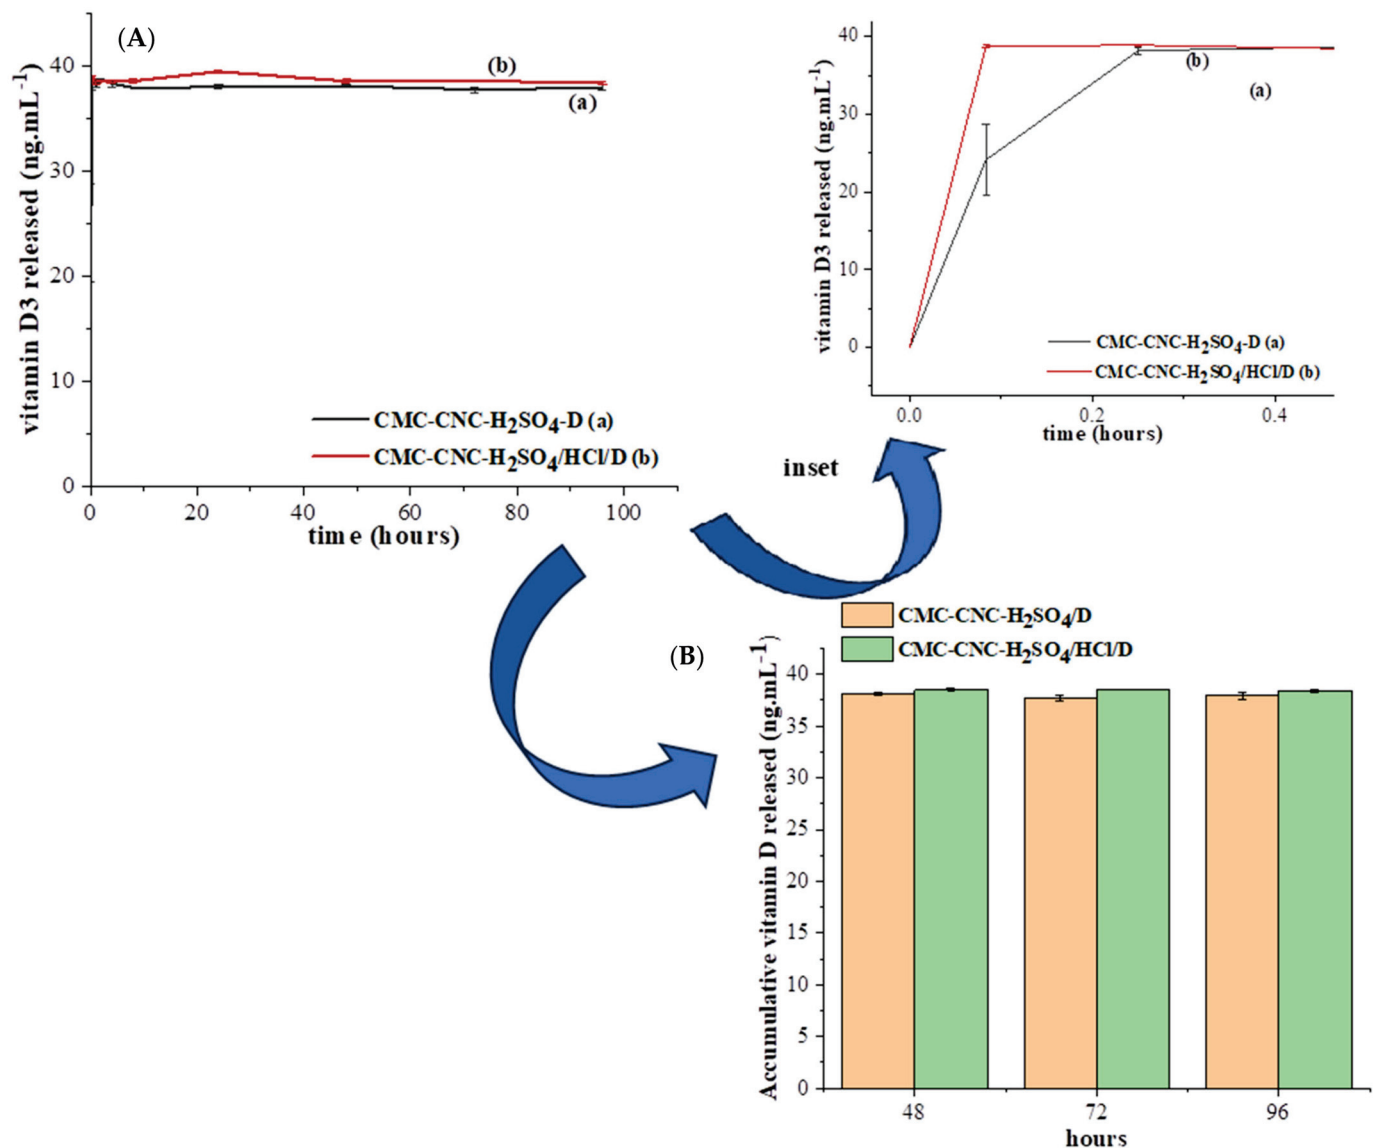 (A)
vitamin D3 released (ng.mL⁻¹)
40
30
20
10
0
(b)
(a)
CMC-CNC-H₂SO₄-D (a)
CMC-CNC-H₂SO₄/HCl/D (b)
0 20 40 60 80 100
time (hours)
vitamin D3 released (ng.mL⁻¹)
40
30
20
10
0
(b)
(a)
CMC-CNC-H₂SO₄-D (a)
CMC-CNC-H₂SO₄/HCl/D (b)
0.0 0.2 0.4
time (hours)
inset
(B)
CMC-CNC-H₂SO₄/D
CMC-CNC-H₂SO₄/HCl/D
Accumulative vitamin D released (ng.mL⁻¹)
40
35
30
25
20
15
10
5
0
48 72 96
hours